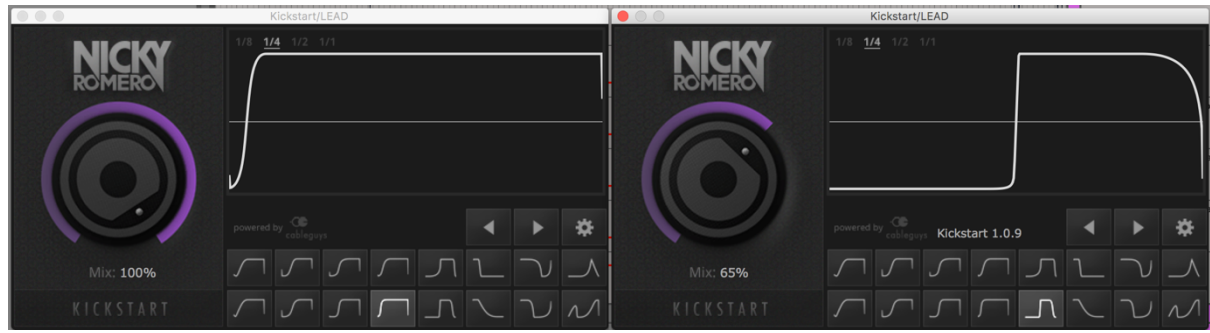 Kickstart/LEAD
NICKY
ROMERO
1/8 1/4 1/2 1/1
powered by cableguys
Mix: 100%
KICKSTART
Kickstart/LEAD
NICKY
ROMERO
1/8 1/4 1/2 1/1
powered by cableguys Kickstart 1.0.9
Mix: 65%
KICKSTART